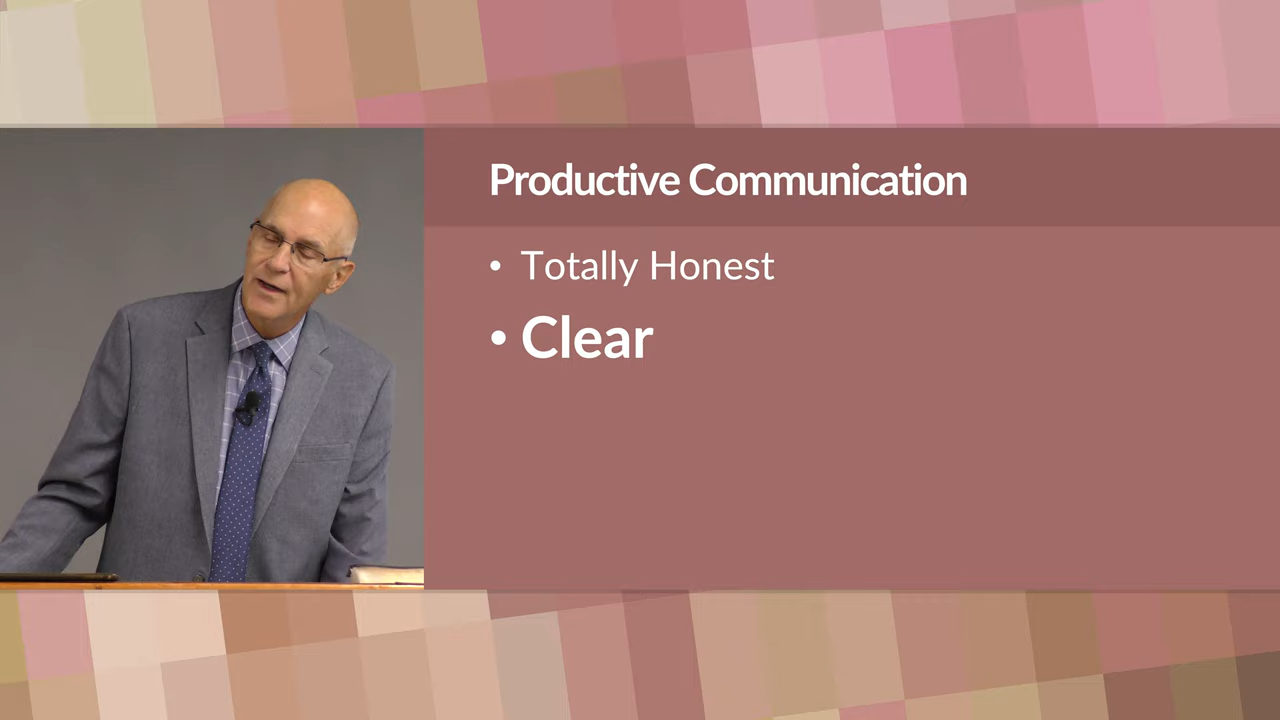 Productive Communication
• Totally Honest
• Clear